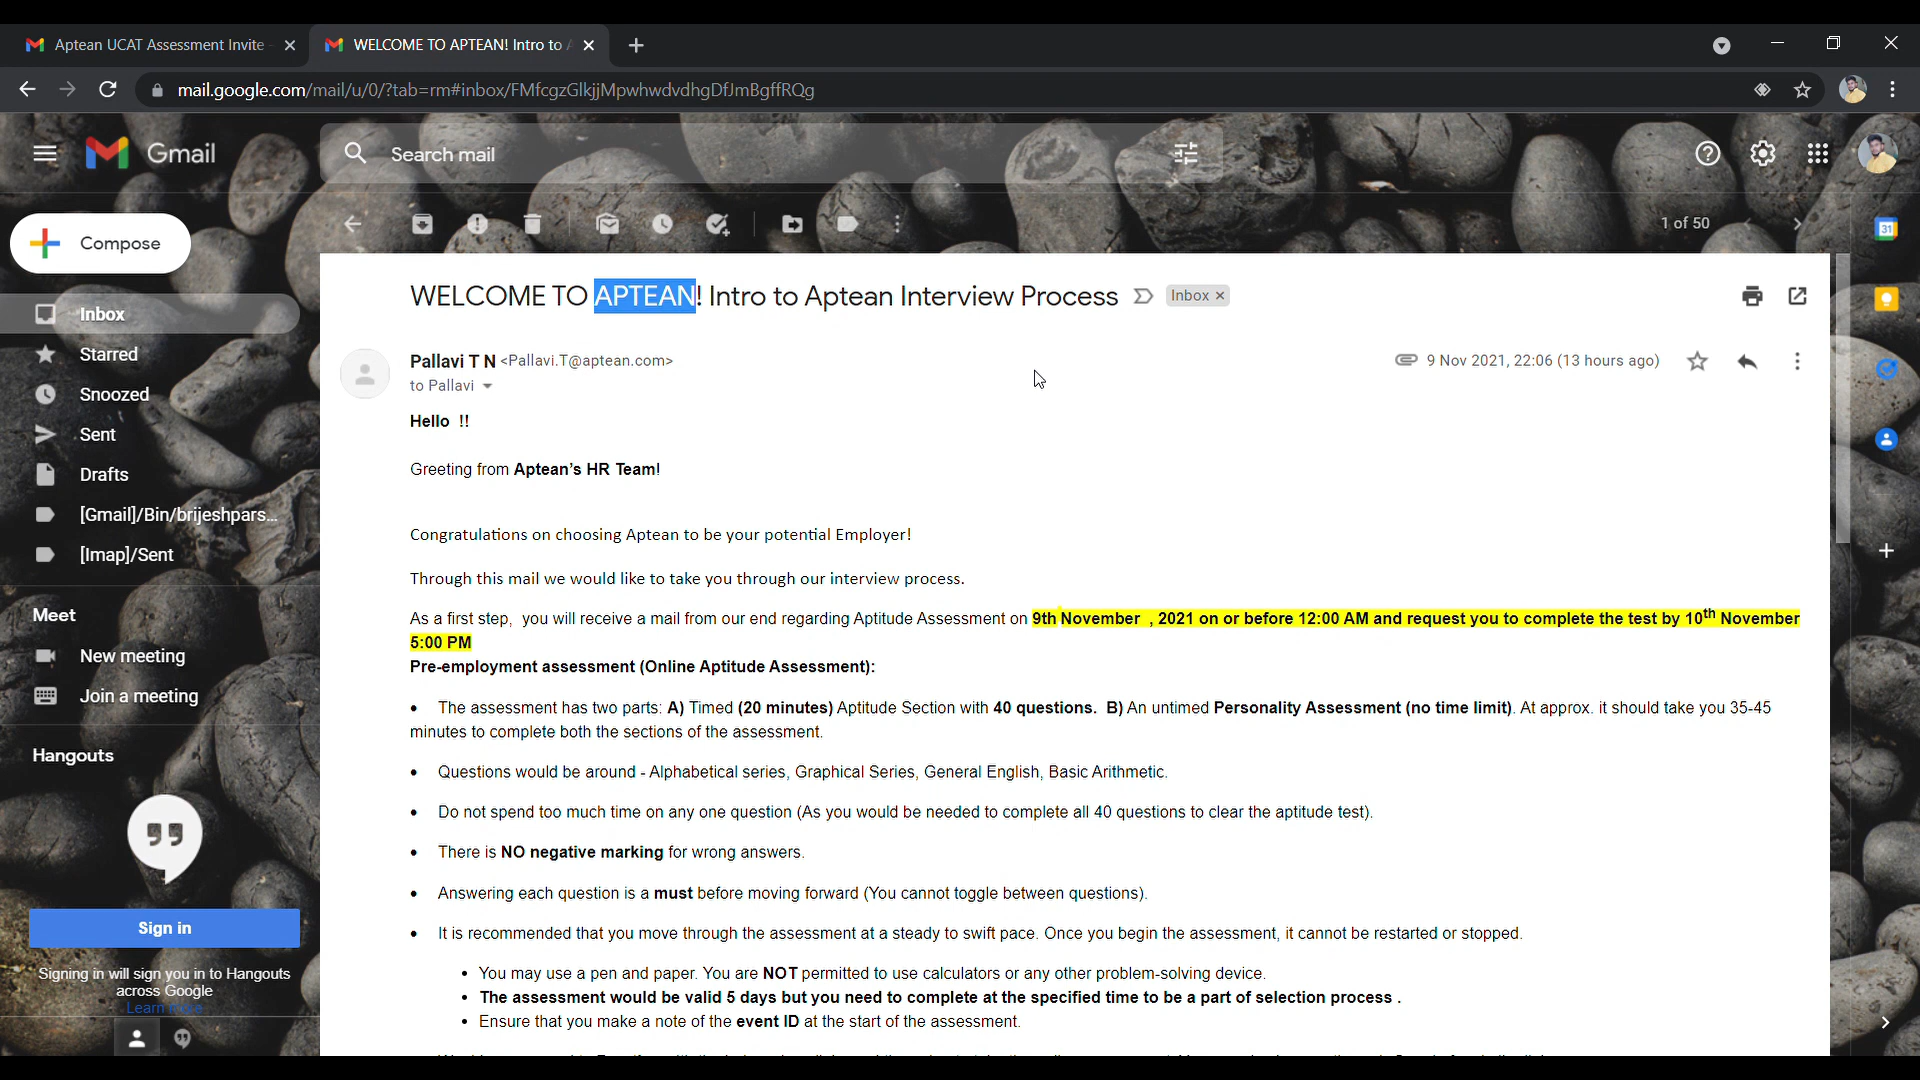 Aptean UCAT Assessment Invite
WELCOME TO APTEAN! Intro to
mail.google.com/mail/u/0/?tab=rm#inbox/FMfcgzGlkjjMpwhwdvdhgDfJmBgffRQg
Gmail
Search mail
Compose
1 of 50
31
Inbox
Starred
Snoozed
Sent
Drafts
[Gmail]/Bin/brijeshpars...
[Imap]/Sent
Meet
New meeting
Join a meeting
Hangouts
Sign in
Signing in will sign you in to Hangouts
across Google
Learn more
WELCOME TO APTEAN! Intro to Aptean Interview Process
Inbox ×
Pallavi T N <Pallavi.T@aptean.com>
9 Nov 2021, 22:06 (13 hours ago)
to Pallavi
Hello !!
Greeting from Aptean's HR Team!
Congratulations on choosing Aptean to be your potential Employer!
Through this mail we would like to take you through our interview process.
As a first step, you will receive a mail from our end regarding Aptitude Assessment on 9th November , 2021 on or before 12:00 AM and request you to complete the test by 10th November
5:00 PM
Pre-employment assessment (Online Aptitude Assessment):
• The assessment has two parts: A) Timed (20 minutes) Aptitude Section with 40 questions. B) An untimed Personality Assessment (no time limit). At approx. it should take you 35-45
minutes to complete both the sections of the assessment.
• Questions would be around - Alphabetical series, Graphical Series, General English, Basic Arithmetic.
• Do not spend too much time on any one question (As you would be needed to complete all 40 questions to clear the aptitude test).
• There is NO negative marking for wrong answers.
• Answering each question is a must before moving forward (You cannot toggle between questions).
• It is recommended that you move through the assessment at a steady to swift pace. Once you begin the assessment, it cannot be restarted or stopped.
• You may use a pen and paper. You are NOT permitted to use calculators or any other problem-solving device.
• The assessment would be valid 5 days but you need to complete at the specified time to be a part of selection process .
• Ensure that you make a note of the event ID at the start of the assessment.